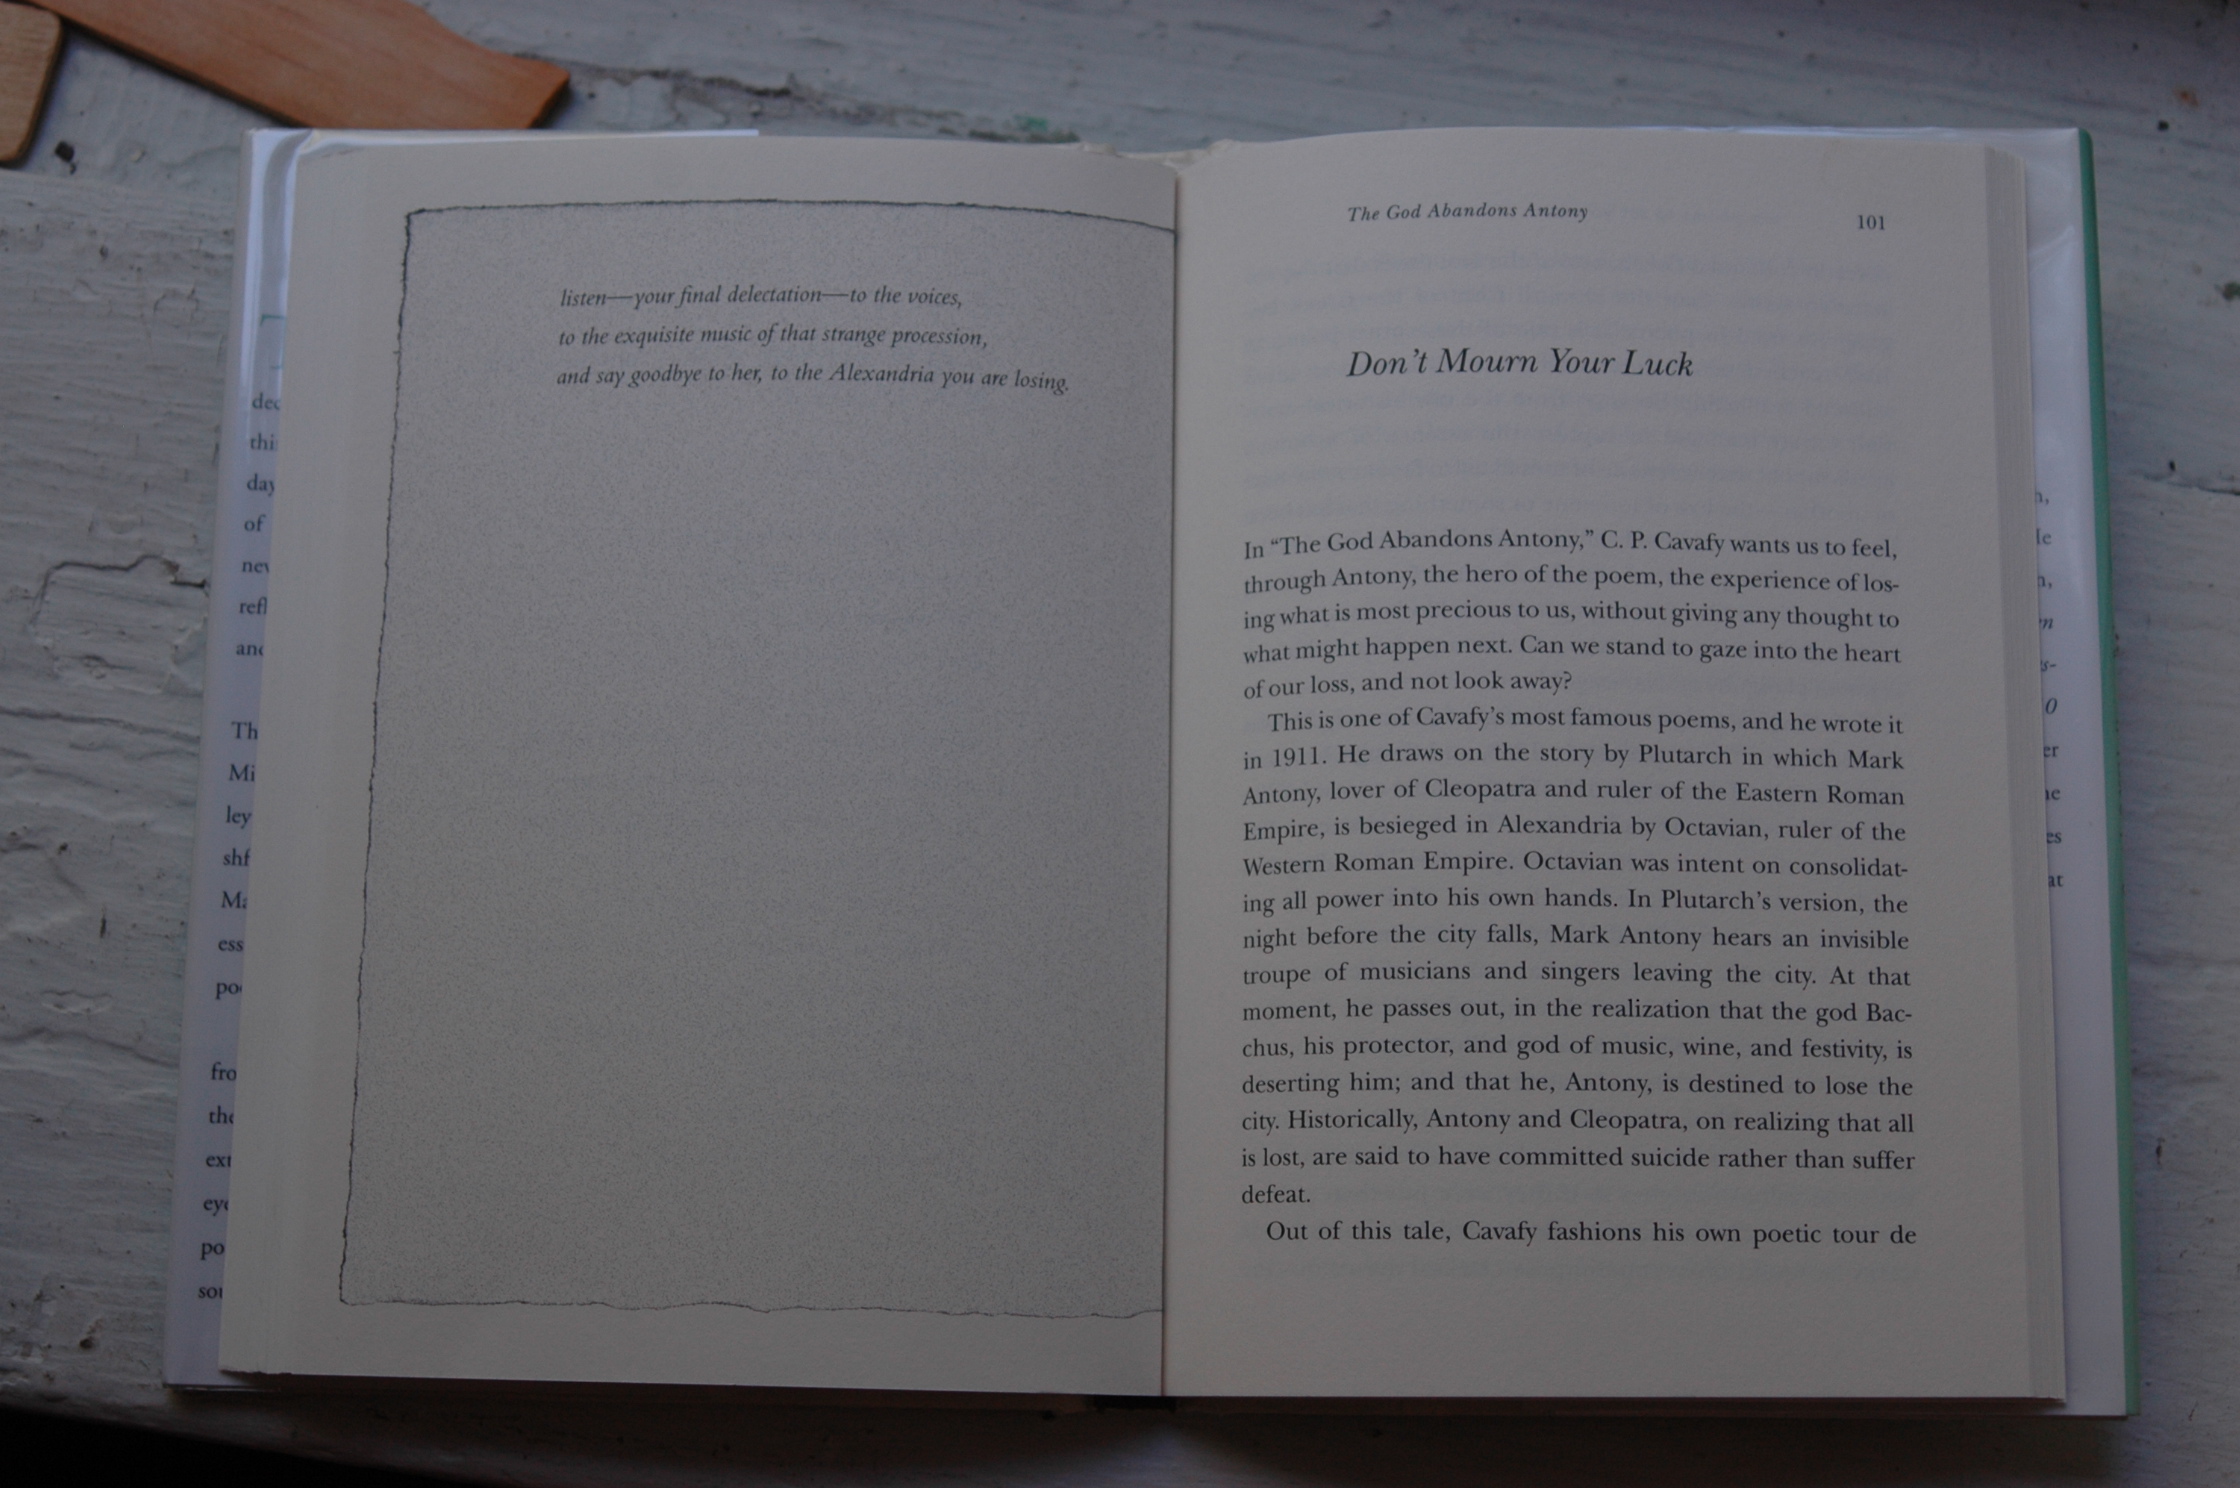 listen—your final delectation—to the voices,
to the exquisite music of that strange procession,
and say goodbye to her, to the Alexandria you are losing.
The God Abandons Antony
101
Don't Mourn Your Luck
In “The God Abandons Antony,” C. P. Cavafy wants us to feel,
through Antony, the hero of the poem, the experience of los-
ing what is most precious to us, without giving any thought to
what might happen next. Can we stand to gaze into the heart
of our loss, and not look away?
This is one of Cavafy’s most famous poems, and he wrote it
in 1911. He draws on the story by Plutarch in which Mark
Antony, lover of Cleopatra and ruler of the Eastern Roman
Empire, is besieged in Alexandria by Octavian, ruler of the
Western Roman Empire. Octavian was intent on consolidat-
ing all power into his own hands. In Plutarch’s version, the
night before the city falls, Mark Antony hears an invisible
troupe of musicians and singers leaving the city. At that
moment, he passes out, in the realization that the god Bac-
chus, his protector, and god of music, wine, and festivity, is
deserting him; and that he, Antony, is destined to lose the
city. Historically, Antony and Cleopatra, on realizing that all
is lost, are said to have committed suicide rather than suffer
defeat.
Out of this tale, Cavafy fashions his own poetic tour de